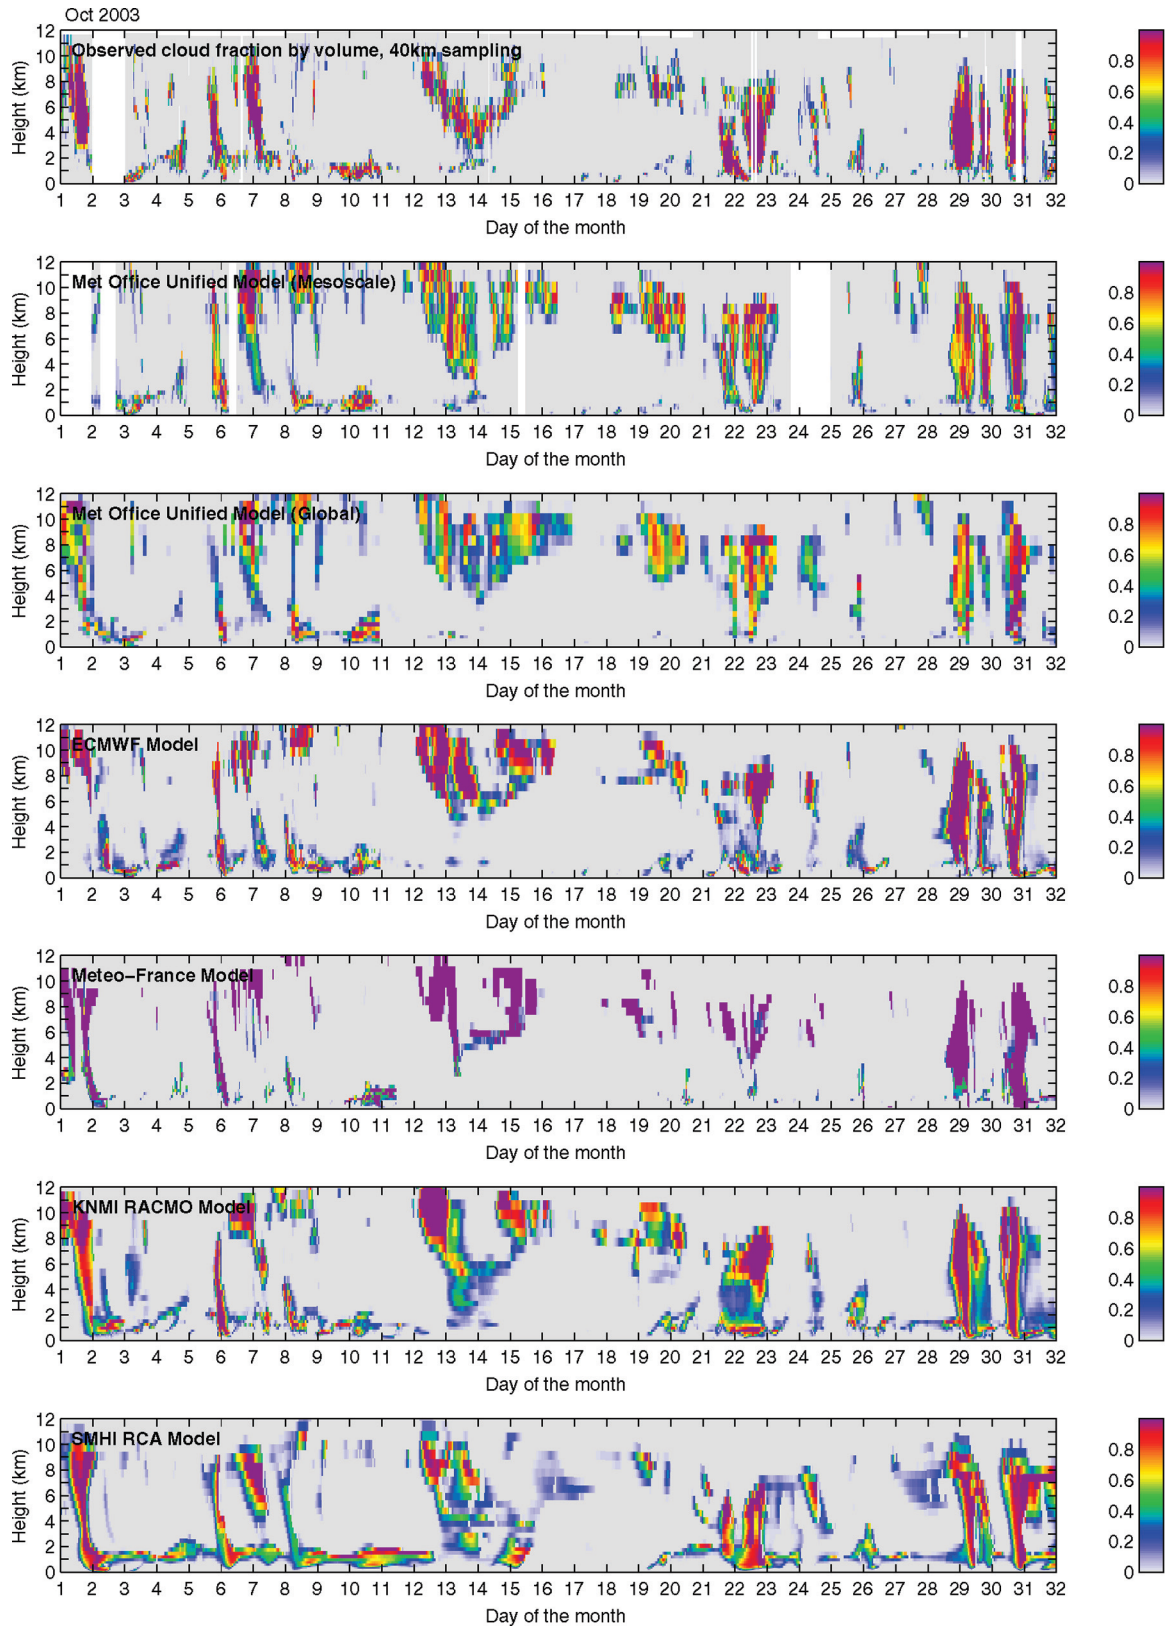 Oct 2003
Observed cloud fraction by volume, 40km sampling
Height (km)
12
10
8
6
4
2
0
1 2 3 4 5 6 7 8 9 10 11 12 13 14 15 16 17 18 19 20 21 22 23 24 25 26 27 28 29 30 31 32
Day of the month
0.8
0.6
0.4
0.2
0
Met Office Unified Model (Mesoscale)
Height (km)
12
10
8
6
4
2
0
1 2 3 4 5 6 7 8 9 10 11 12 13 14 15 16 17 18 19 20 21 22 23 24 25 26 27 28 29 30 31 32
Day of the month
0.8
0.6
0.4
0.2
0
Met Office Unified Model (Global)
Height (km)
12
10
8
6
4
2
0
1 2 3 4 5 6 7 8 9 10 11 12 13 14 15 16 17 18 19 20 21 22 23 24 25 26 27 28 29 30 31 32
Day of the month
0.8
0.6
0.4
0.2
0
ECMWF Model
Height (km)
12
10
8
6
4
2
0
1 2 3 4 5 6 7 8 9 10 11 12 13 14 15 16 17 18 19 20 21 22 23 24 25 26 27 28 29 30 31 32
Day of the month
0.8
0.6
0.4
0.2
0
Meteo−France Model
Height (km)
12
10
8
6
4
2
0
1 2 3 4 5 6 7 8 9 10 11 12 13 14 15 16 17 18 19 20 21 22 23 24 25 26 27 28 29 30 31 32
Day of the month
0.8
0.6
0.4
0.2
0
KNMI RACMO Model
Height (km)
12
10
8
6
4
2
0
1 2 3 4 5 6 7 8 9 10 11 12 13 14 15 16 17 18 19 20 21 22 23 24 25 26 27 28 29 30 31 32
Day of the month
0.8
0.6
0.4
0.2
0
SMHI RCA Model
Height (km)
12
10
8
6
4
2
0
1 2 3 4 5 6 7 8 9 10 11 12 13 14 15 16 17 18 19 20 21 22 23 24 25 26 27 28 29 30 31 32
Day of the month
0.8
0.6
0.4
0.2
0